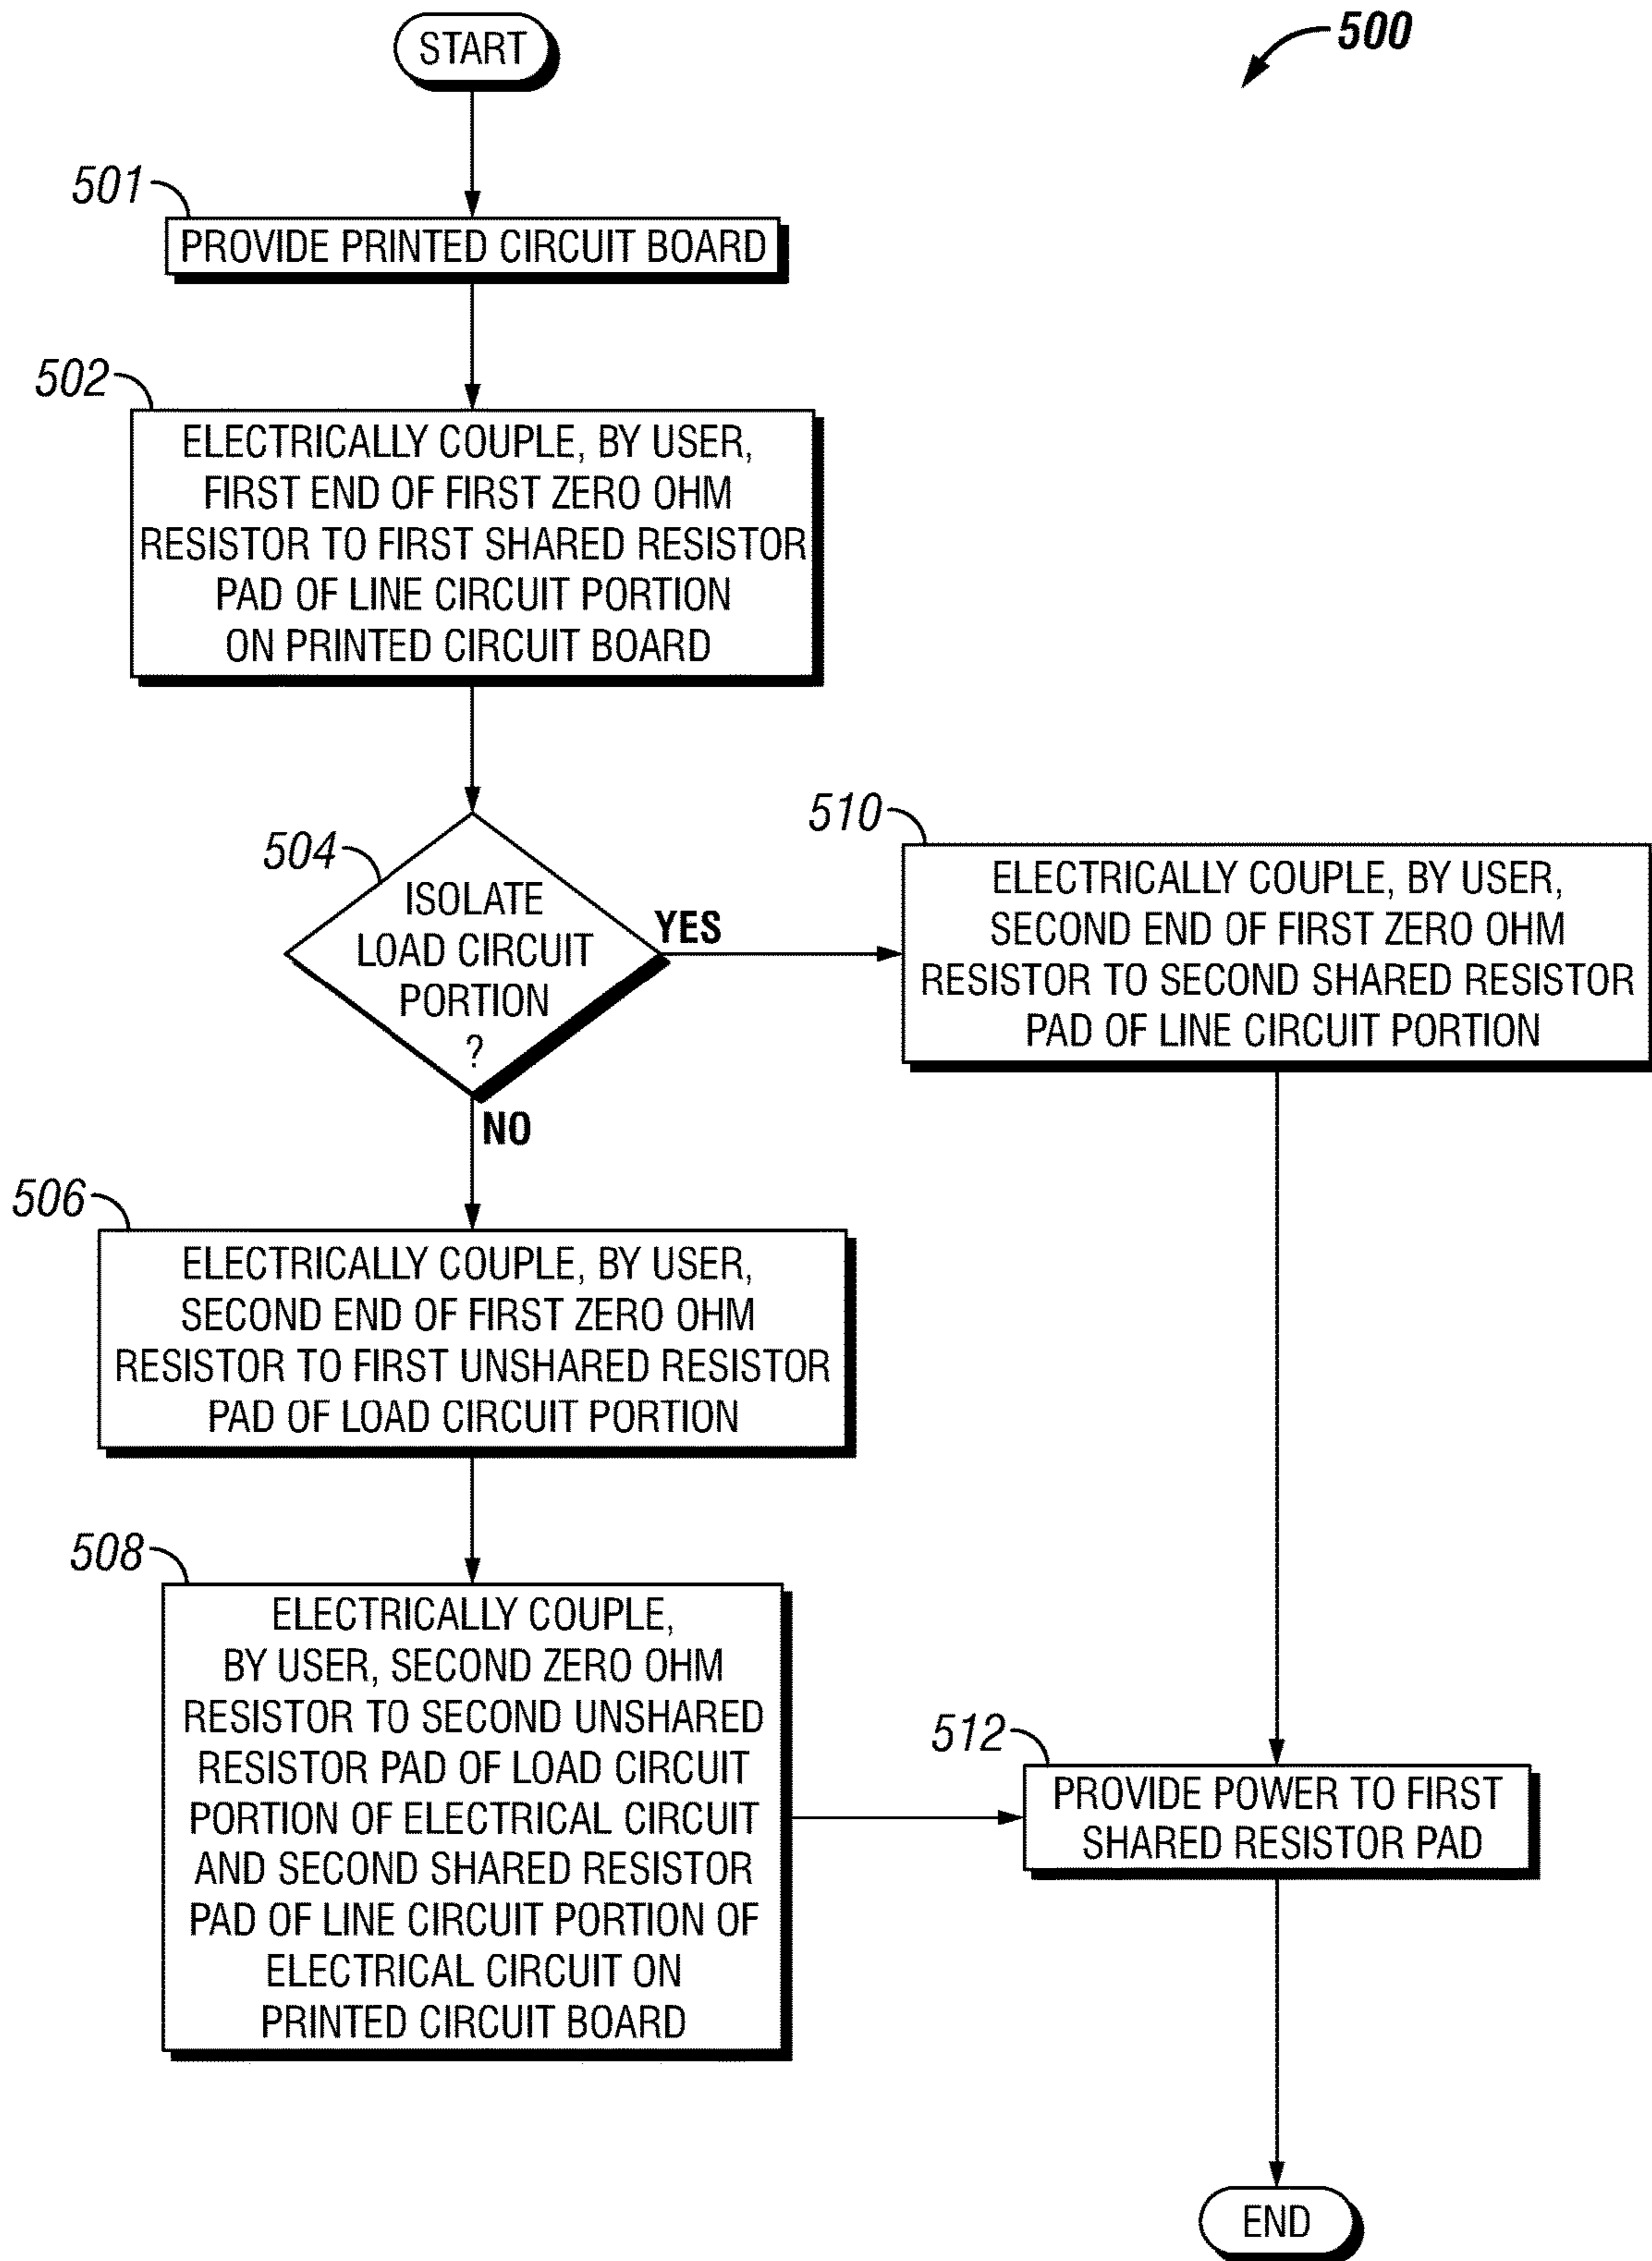 START
500
501
PROVIDE PRINTED CIRCUIT BOARD
502
ELECTRICALLY COUPLE, BY USER,
FIRST END OF FIRST ZERO OHM
RESISTOR TO FIRST SHARED RESISTOR
PAD OF LINE CIRCUIT PORTION
ON PRINTED CIRCUIT BOARD
504
ISOLATE
LOAD CIRCUIT
PORTION
?
YES
NO
510
ELECTRICALLY COUPLE, BY USER,
SECOND END OF FIRST ZERO OHM
RESISTOR TO SECOND SHARED RESISTOR
PAD OF LINE CIRCUIT PORTION
506
ELECTRICALLY COUPLE, BY USER,
SECOND END OF FIRST ZERO OHM
RESISTOR TO FIRST UNSHARED RESISTOR
PAD OF LOAD CIRCUIT PORTION
508
ELECTRICALLY COUPLE,
BY USER, SECOND ZERO OHM
RESISTOR TO SECOND UNSHARED
RESISTOR PAD OF LOAD CIRCUIT
PORTION OF ELECTRICAL CIRCUIT
AND SECOND SHARED RESISTOR
PAD OF LINE CIRCUIT PORTION OF
ELECTRICAL CIRCUIT ON
PRINTED CIRCUIT BOARD
512
PROVIDE POWER TO FIRST
SHARED RESISTOR PAD
END